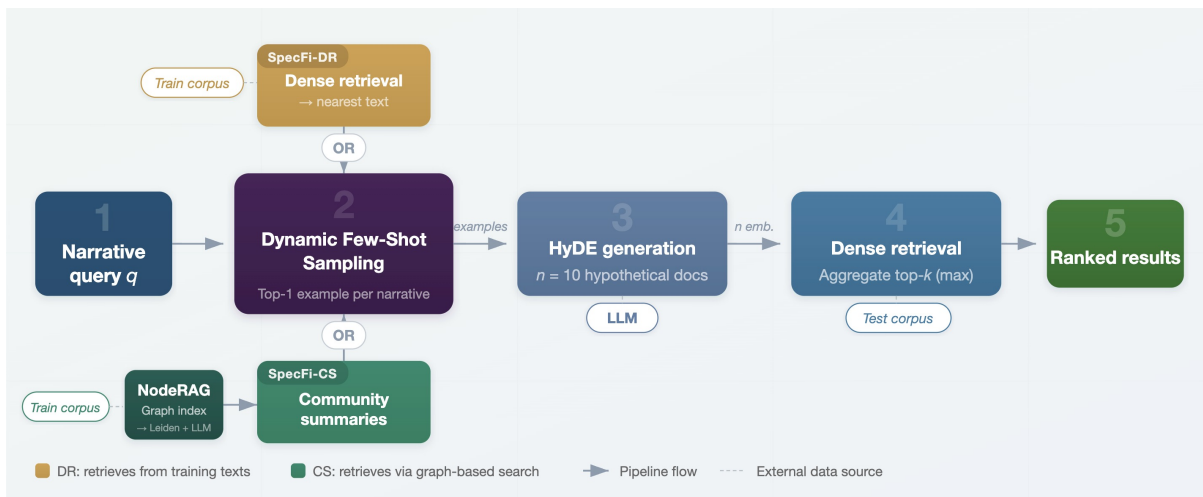 SpecFi-DR
Train corpus
Dense retrieval
→ nearest text
OR
1
Narrative
query q
2
Dynamic Few-Shot
Sampling
Top-1 example per narrative
examples
3
HyDE generation
n = 10 hypothetical docs
LLM
n emb.
4
Dense retrieval
Aggregate top-k (max)
Test corpus
5
Ranked results
OR
SpecFi-CS
Community
summaries
Train corpus
NodeRAG
Graph index
→ Leiden + LLM
DR: retrieves from training texts
CS: retrieves via graph-based search
Pipeline flow
External data source